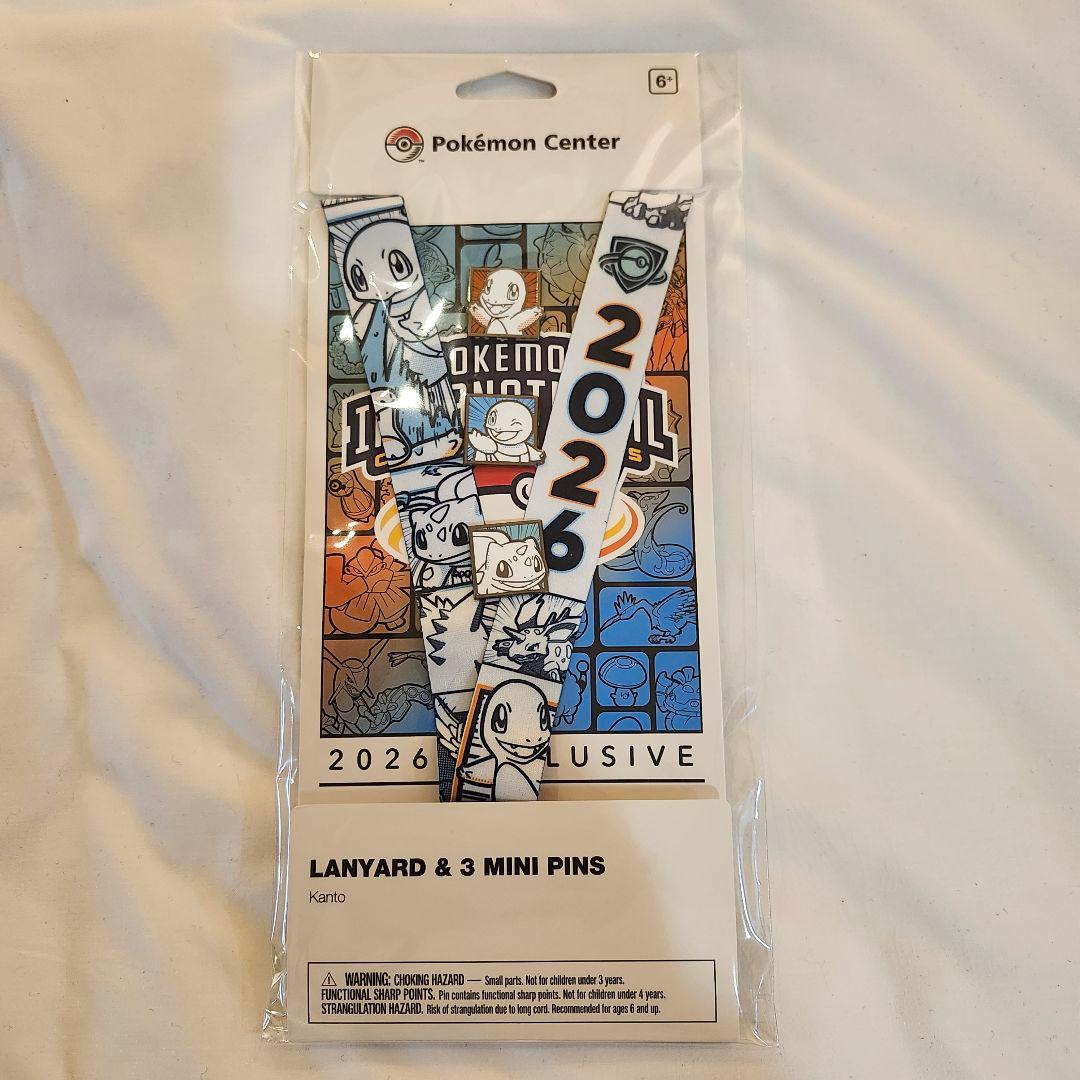 6+
Pokémon Center
2026
2026 LUSIVE
LANYARD & 3 MINI PINS
Kanto
⚠ WARNING: CHOKING HAZARD — Small parts. Not for children under 3 years.
FUNCTIONAL SHARP POINTS. Pin contains functional sharp points. Not for children under 4 years.
STRANGULATION HAZARD. Risk of strangulation due to long cord. Recommended for ages 6 and up.